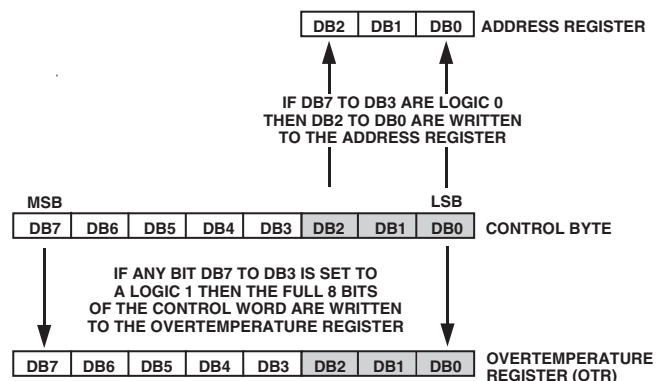 DB2 DB1 DB0 ADDRESS REGISTER
IF DB7 TO DB3 ARE LOGIC 0
THEN DB2 TO DB0 ARE WRITTEN
TO THE ADDRESS REGISTER
MSB LSB
DB7 DB6 DB5 DB4 DB3 DB2 DB1 DB0 CONTROL BYTE
IF ANY BIT DB7 TO DB3 IS SET TO
A LOGIC 1 THEN THE FULL 8 BITS
OF THE CONTROL WORD ARE WRITTEN
TO THE OVERTEMPERATURE REGISTER
DB7 DB6 DB5 DB4 DB3 DB2 DB1 DB0 OVERTEMPERATURE
REGISTER (OTR)